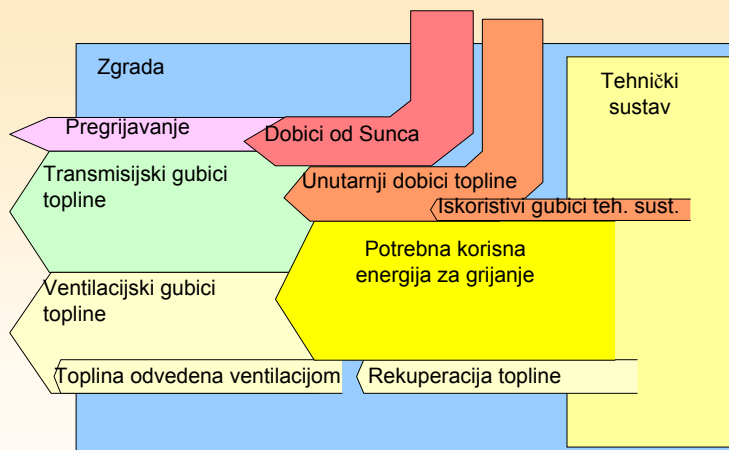 Zgrada
Tehnički
sustav
Pregrijavanje
Dobici od Sunca
Transmisijski gubici
topline
Unutarnji dobici topline
Iskoristivi gubici teh. sust.
Potrebna korisna
energija za grijanje
Ventilacijski gubici
topline
Toplina odvedena ventilacijom
Rekuperacija topline